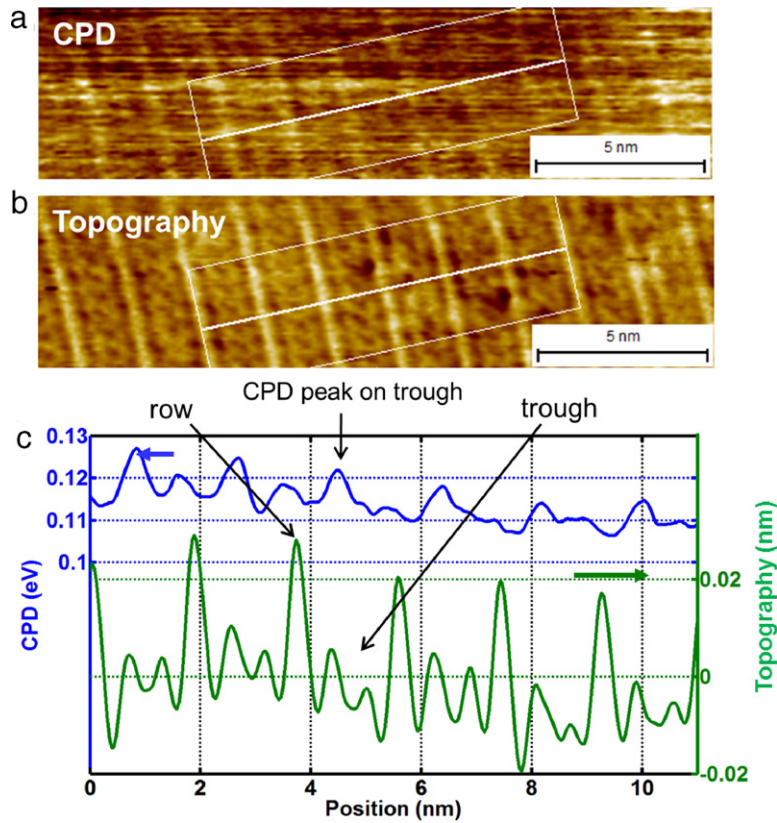 a
CPD
5 nm
b
Topography
5 nm
CPD peak on trough
row
trough
c
0.13
0.12
0.11
0.1
CPD (eV)
0.02
0
-0.02
Topography (nm)
0 2 4 6 8 10
Position (nm)